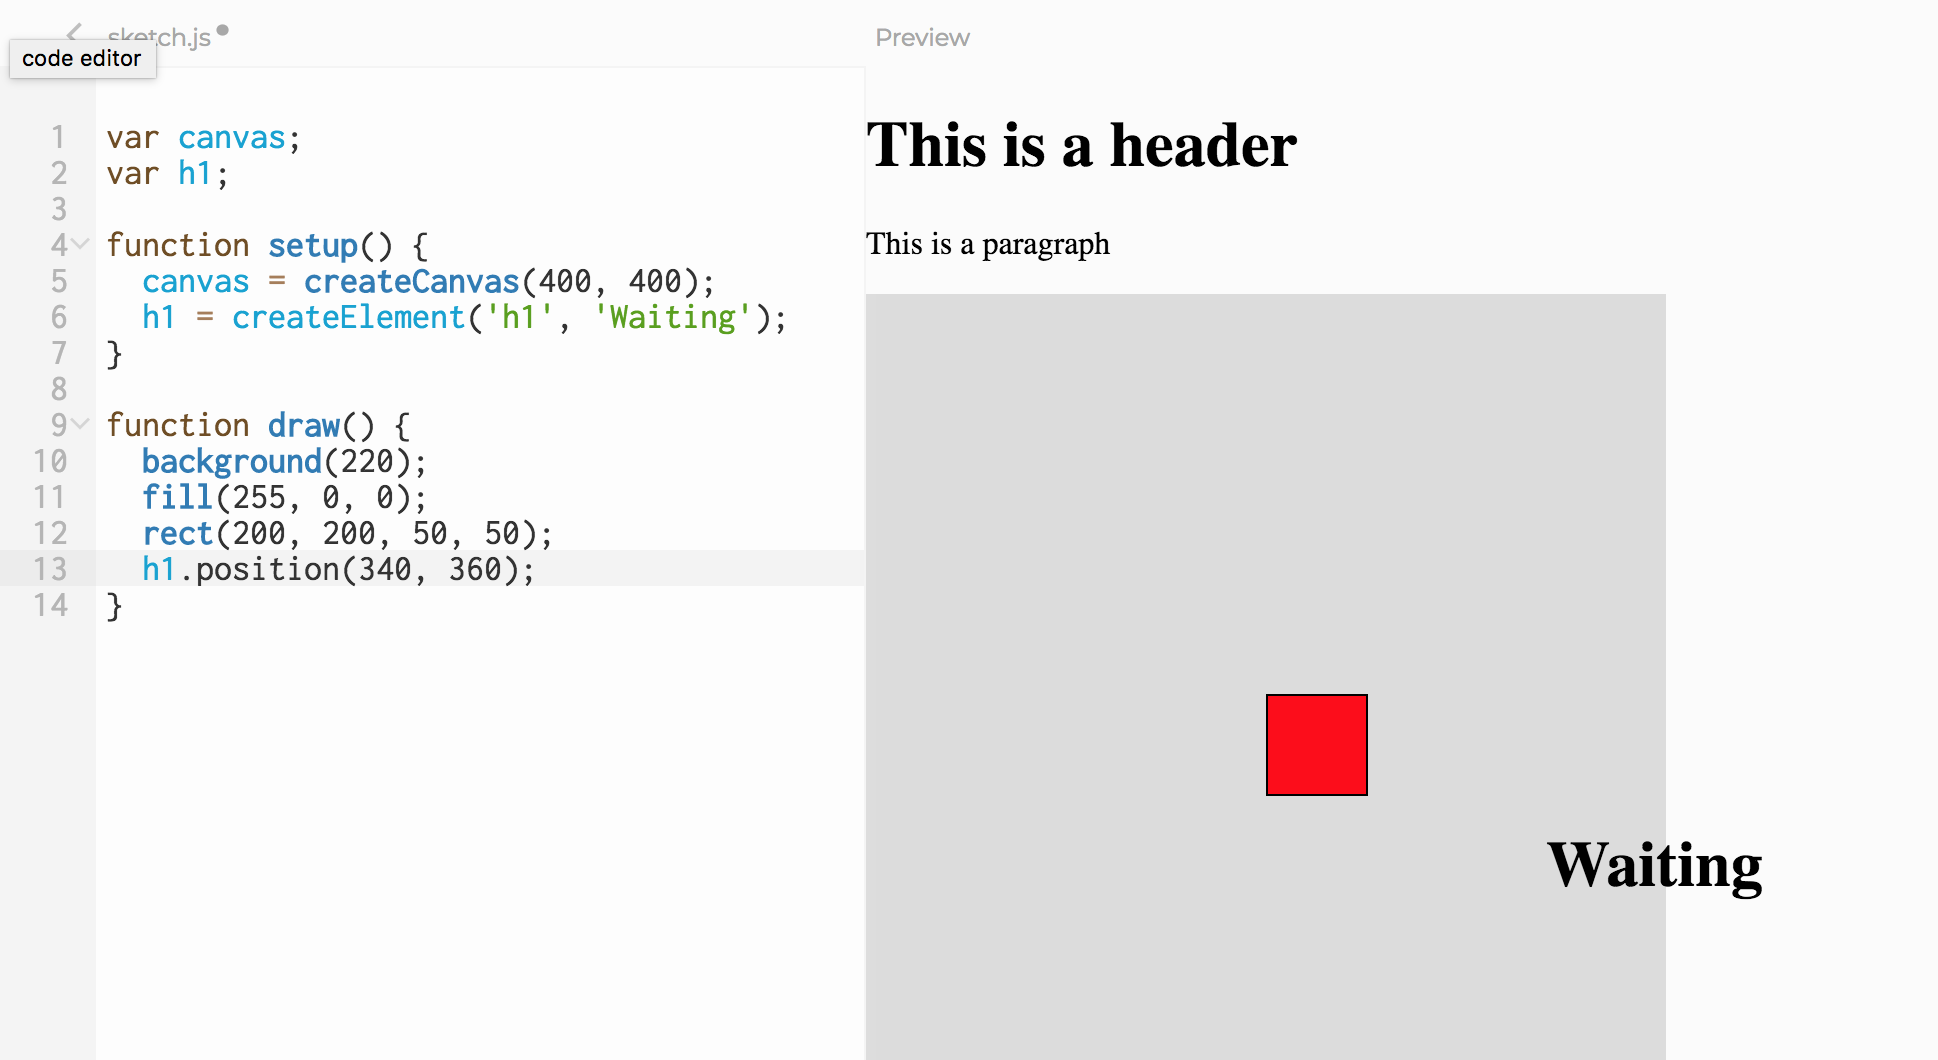 sketch.js
code editor
1 var canvas;
2 var h1;
3
4 function setup() {
5   canvas = createCanvas(400, 400);
6   h1 = createElement('h1', 'Waiting');
7 }
8
9 function draw() {
10   background(220);
11   fill(255, 0, 0);
12   rect(200, 200, 50, 50);
13   h1.position(340, 360);
14 }
Preview
This is a header
This is a paragraph
Waiting